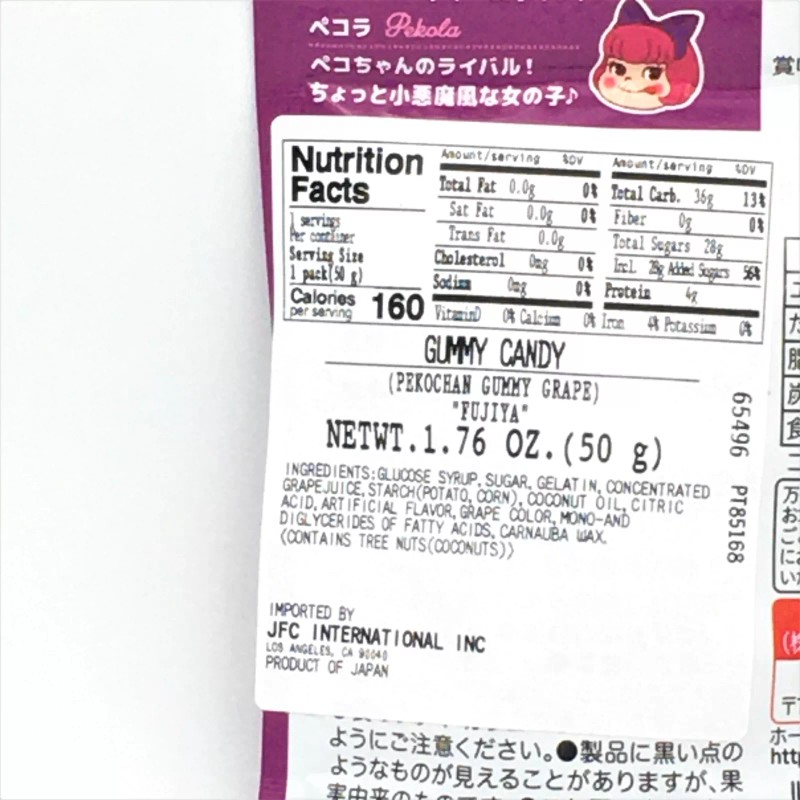 ペコラ Pekola
ペコちゃんのライバル！
ちょっと小悪魔風な女の子♪
Nutrition
Facts
1 servings
Per container
Serving Size
1 pack(50 g)
Calories
per serving 160
Amount/serving %DV
Total Fat 0.0g 0%
Sat Fat 0.0g 0%
Trans Fat 0.0g
Cholesterol 0mg 0%
Sodium 0mg 0%
Amount/serving %DV
Total Carb. 36g 13%
Fiber 0g 0%
Total Sugars 28g
Incl. 28g Added Sugars 56%
Protein 4g
VitaminD 0% Calcium 0% Iron 4% Potassium 0%
GUMMY CANDY
(PEKOCHAN GUMMY GRAPE)
"FUJIYA"
NETWT.1.76 OZ.(50 g)
65496 PT85168
INGREDIENTS:GLUCOSE SYRUP, SUGAR, GELATIN, CONCENTRATED
GRAPEJUICE, STARCH(POTATO, CORN), COCONUT OIL, CITRIC
ACID, ARTIFICIAL FLAVOR, GRAPE COLOR, MONO-AND
DIGLYCERIDES OF FATTY ACIDS, CARNAUBA WAX.
(CONTAINS TREE NUTS(COCONUTS))
IMPORTED BY
JFC INTERNATIONAL INC
LOS ANGELES, CA 90040
PRODUCT OF JAPAN
ようにご注意ください。●製品に黒い点の
ようなものが見えることがありますが、果